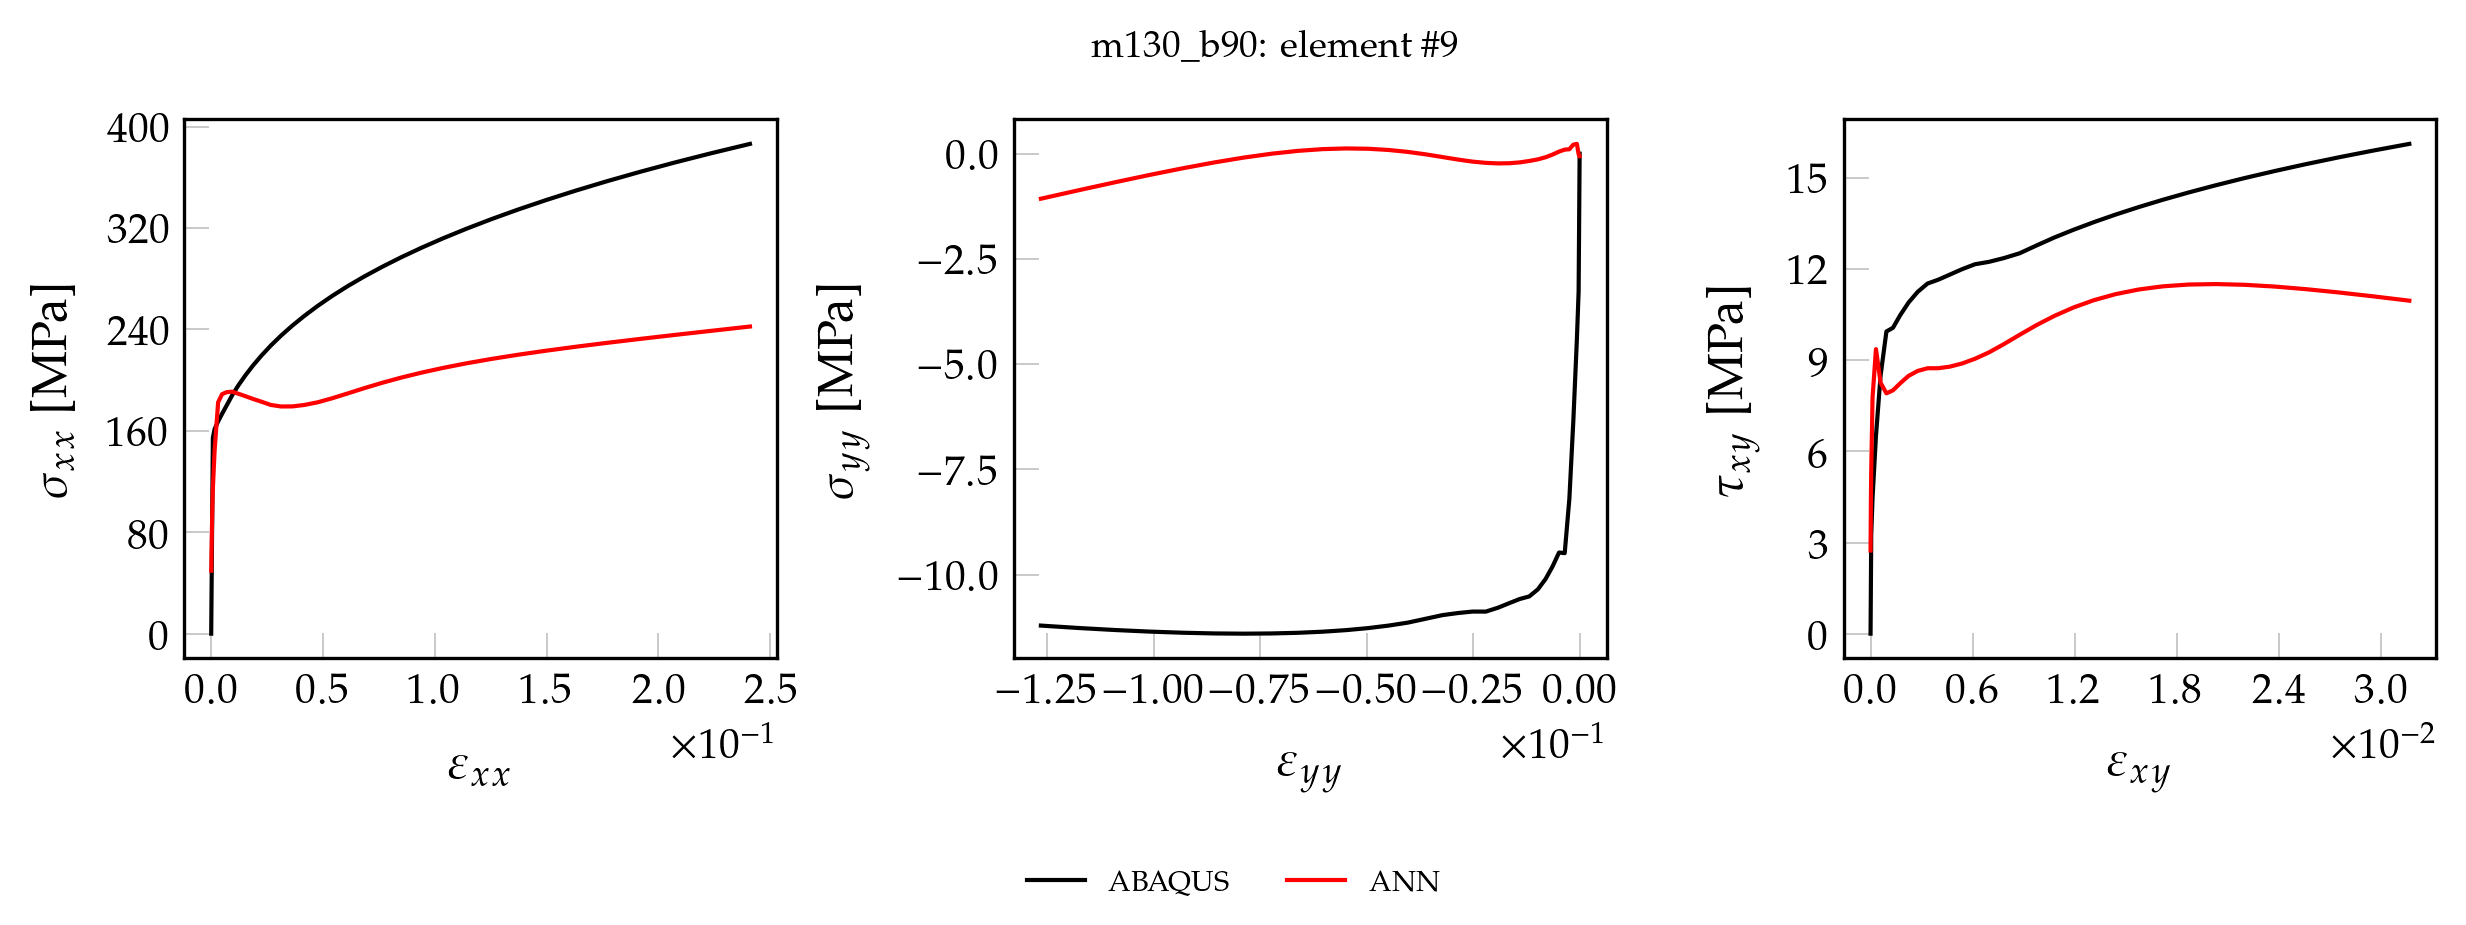 m130_b90: element #9
σxx [MPa]
400
320
240
160
80
0
0.0 0.5 1.0 1.5 2.0 2.5
×10−1
εxx
σyy [MPa]
0.0
−2.5
−5.0
−7.5
−10.0
−1.25 −1.00 −0.75 −0.50 −0.25 0.00
×10−1
εyy
τxy [MPa]
15
12
9
6
3
0
0.0 0.6 1.2 1.8 2.4 3.0
×10−2
εxy
ABAQUS ANN